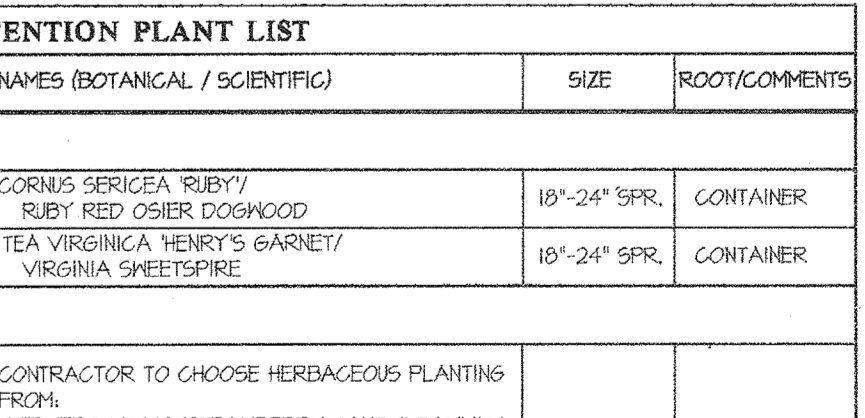 TENTION PLANT LIST
NAMES (BOTANICAL / SCIENTIFIC) SIZE ROOT/COMMENTS
CORNUS SERICEA 'RUBY'/
RUBY RED OSIER DOGWOOD 18"-24" SPR. CONTAINER
TEA VIRGINICA 'HENRY'S GARNET/
VIRGINIA SWEETSPIRE 18"-24" SPR. CONTAINER
CONTRACTOR TO CHOOSE HERBACEOUS PLANTING
FROM: